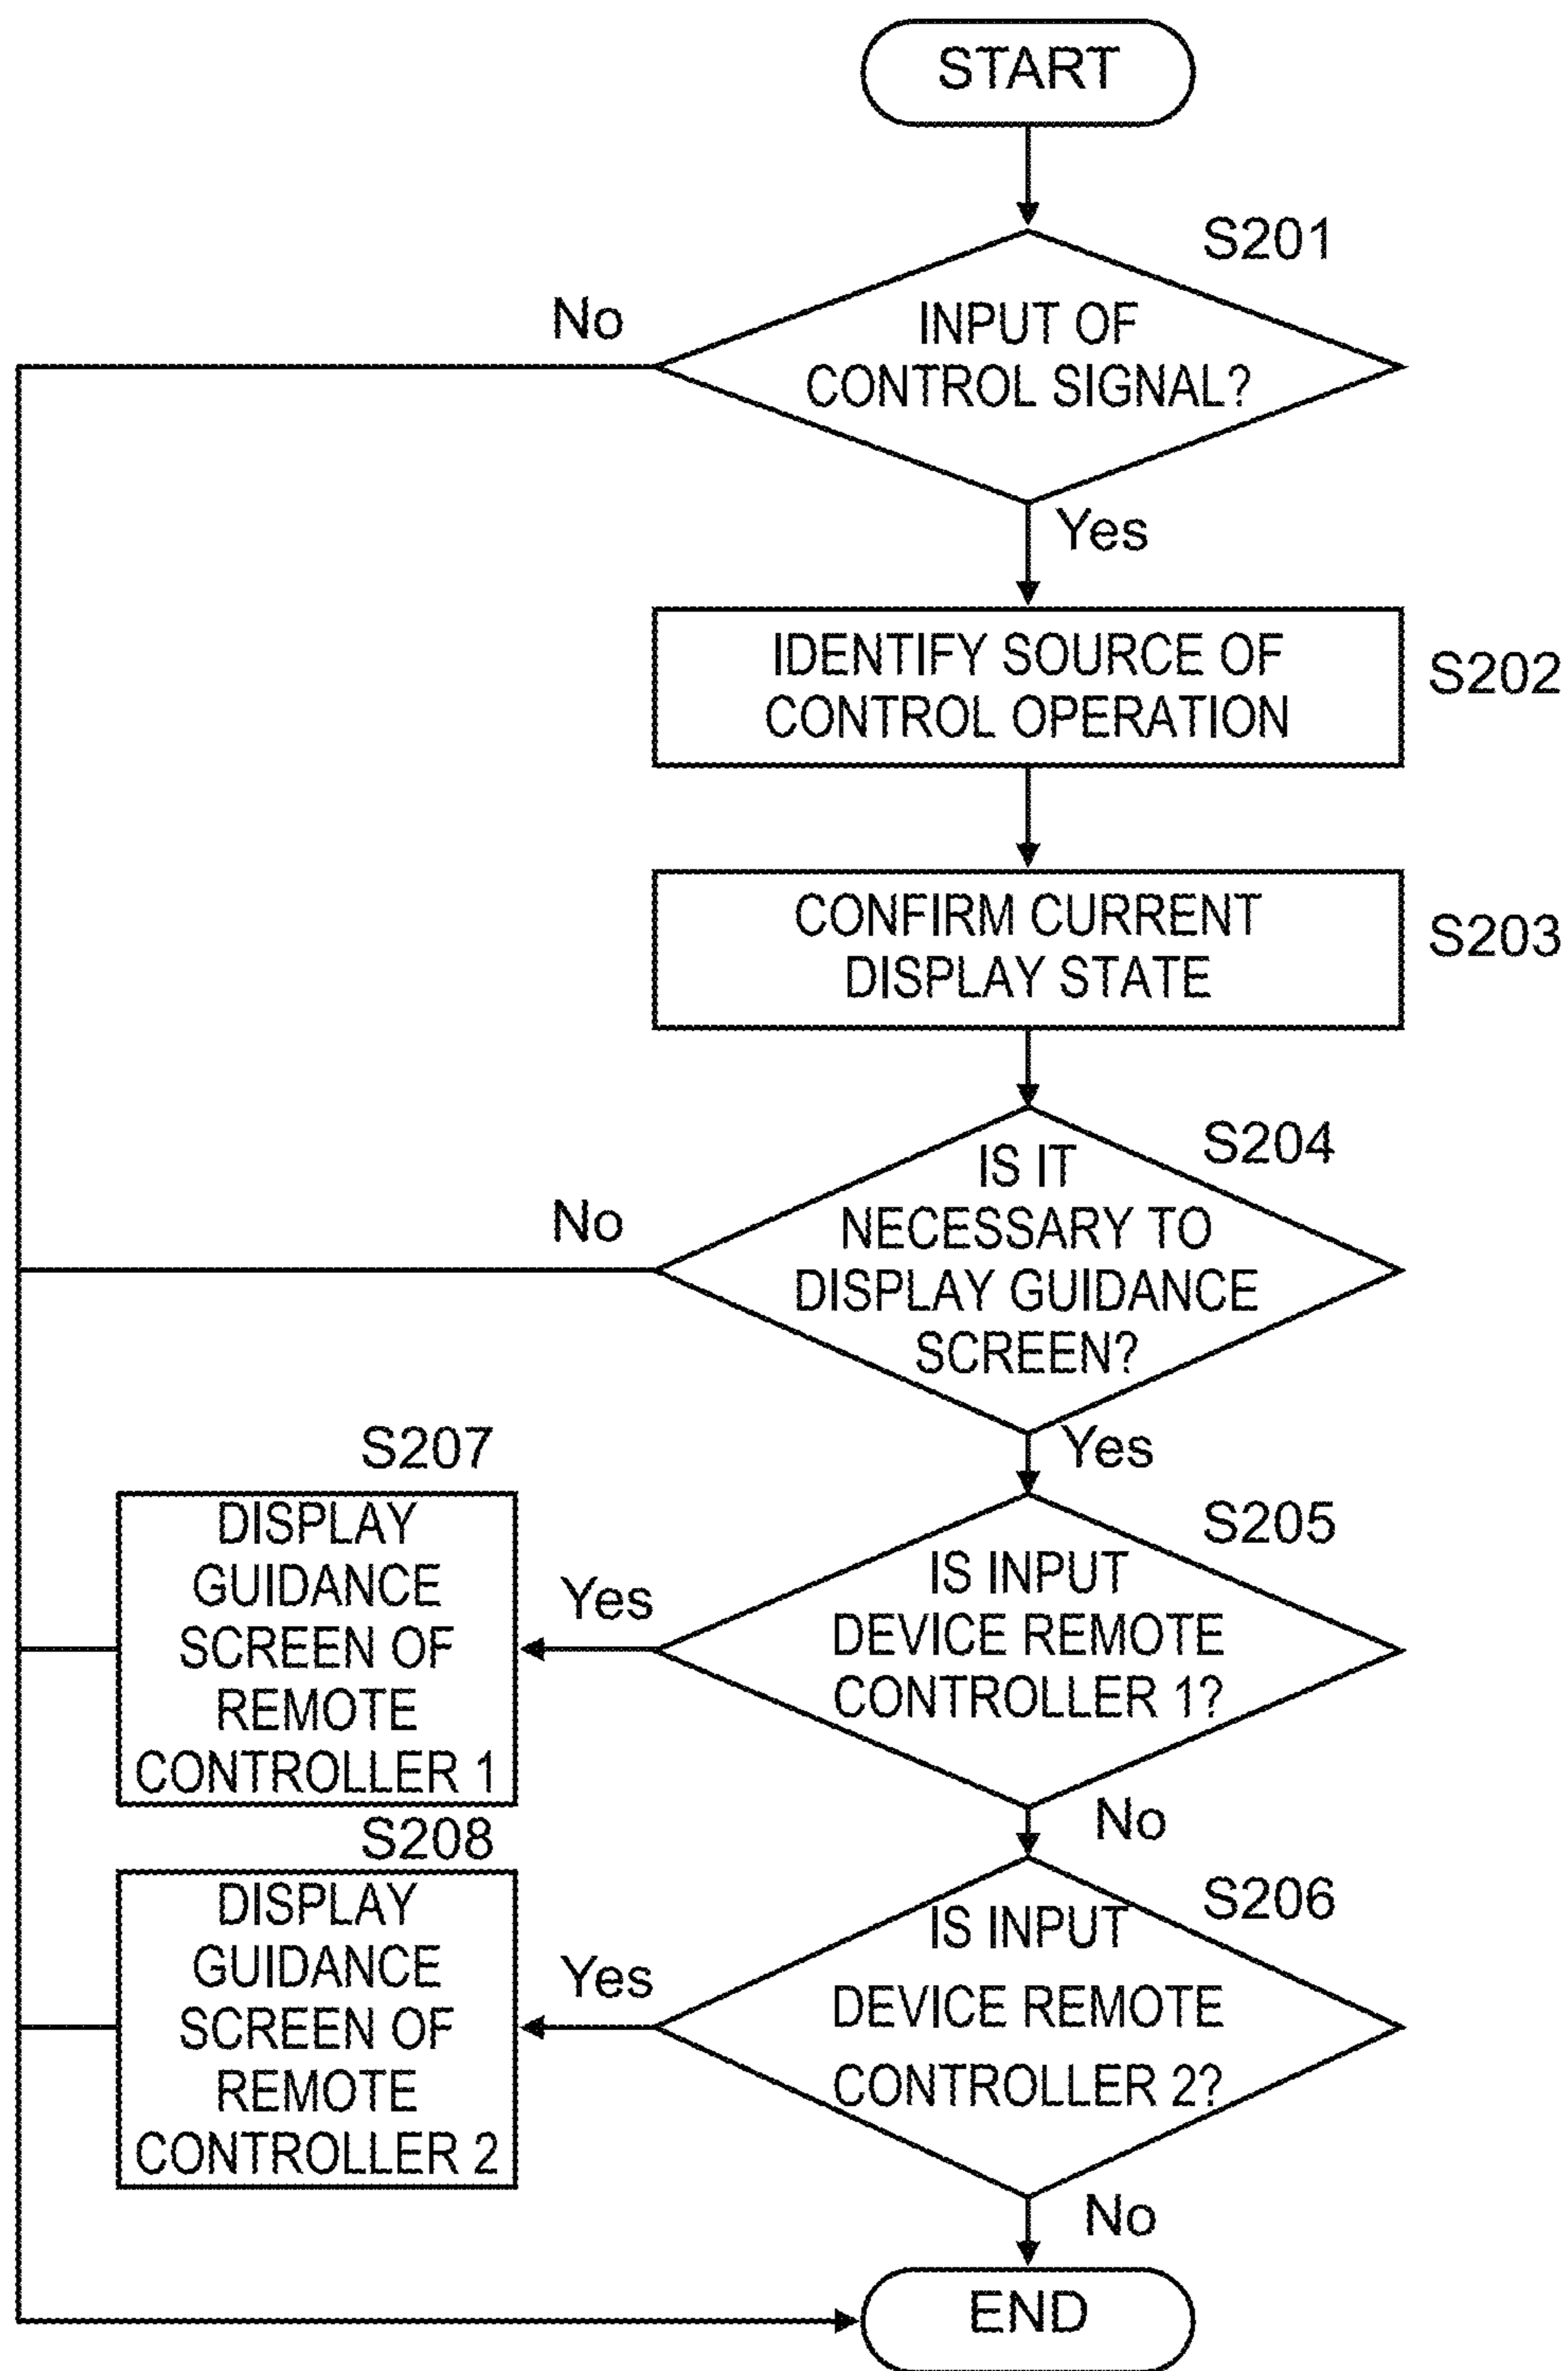 START
S201
No
INPUT OF
CONTROL SIGNAL?
Yes
IDENTIFY SOURCE OF
CONTROL OPERATION
S202
CONFIRM CURRENT
DISPLAY STATE
S203
S204
No
IS IT
NECESSARY TO
DISPLAY GUIDANCE
SCREEN?
Yes
S207
DISPLAY
GUIDANCE
SCREEN OF
REMOTE
CONTROLLER 1
Yes
S205
IS INPUT
DEVICE REMOTE
CONTROLLER 1?
No
S208
DISPLAY
GUIDANCE
SCREEN OF
REMOTE
CONTROLLER 2
Yes
S206
IS INPUT
DEVICE REMOTE
CONTROLLER 2?
No
END